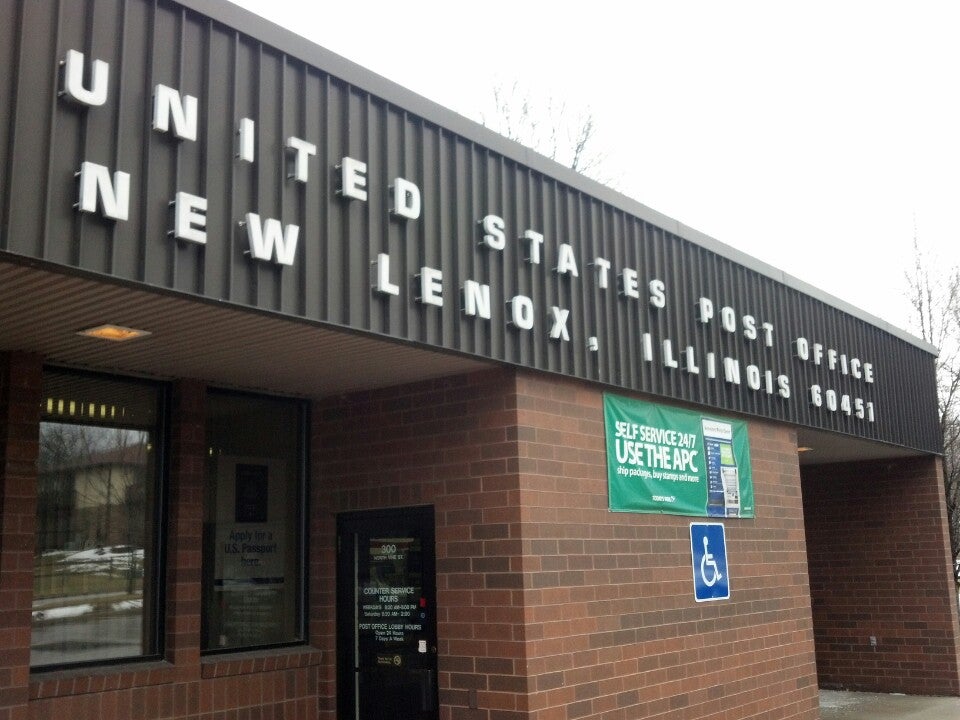 UNITED STATES POST OFFICE
NEW LENOX, ILLINOIS 60451
SELF SERVICE 24/7
USE THE APC
ship packages, buy stamps and more
Apply for a
U.S. Passport
here.
300
COUNTER SERVICE
HOURS
POST OFFICE LOBBY HOURS
Open 24 Hours
7 Days A Week